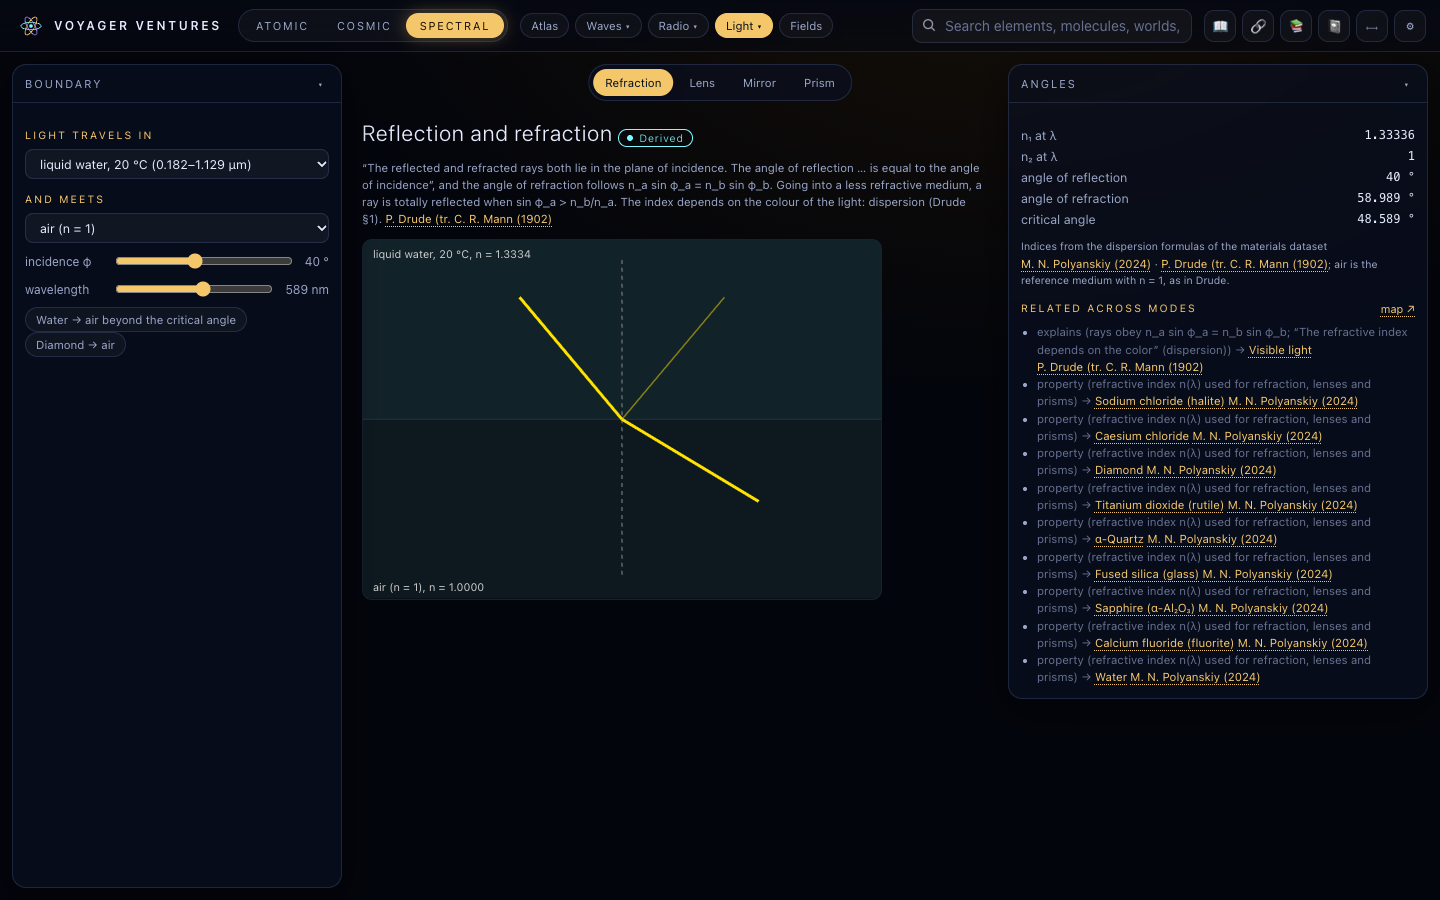 VOYAGER VENTURES
ATOMIC COSMIC SPECTRAL
Atlas Waves ▾ Radio ▾ Light ▾ Fields
Search elements, molecules, worlds,
BOUNDARY
LIGHT TRAVELS IN
liquid water, 20 °C (0.182–1.129 µm)
AND MEETS
air (n = 1)
incidence ϕ 40 °
wavelength 589 nm
Water → air beyond the critical angle
Diamond → air
Refraction Lens Mirror Prism
Reflection and refraction Derived
“The reflected and refracted rays both lie in the plane of incidence. The angle of reflection … is equal to the angle
of incidence”, and the angle of refraction follows n_a sin ϕ_a = n_b sin ϕ_b. Going into a less refractive medium, a
ray is totally reflected when sin ϕ_a > n_b/n_a. The index depends on the colour of the light: dispersion (Drude
§1). P. Drude (tr. C. R. Mann (1902)
liquid water, 20 °C, n = 1.3334
air (n = 1), n = 1.0000
ANGLES
n₁ at λ 1.33336
n₂ at λ 1
angle of reflection 40 °
angle of refraction 58.989 °
critical angle 48.589 °
Indices from the dispersion formulas of the materials dataset
M. N. Polyanskiy (2024) · P. Drude (tr. C. R. Mann (1902); air is the
reference medium with n = 1, as in Drude.
RELATED ACROSS MODES map ↗
explains (rays obey n_a sin ϕ_a = n_b sin ϕ_b; “The refractive index
depends on the color” (dispersion)) → Visible light
P. Drude (tr. C. R. Mann (1902)
property (refractive index n(λ) used for refraction, lenses and
prisms) → Sodium chloride (halite) M. N. Polyanskiy (2024)
property (refractive index n(λ) used for refraction, lenses and
prisms) → Caesium chloride M. N. Polyanskiy (2024)
property (refractive index n(λ) used for refraction, lenses and
prisms) → Diamond M. N. Polyanskiy (2024)
property (refractive index n(λ) used for refraction, lenses and
prisms) → Titanium dioxide (rutile) M. N. Polyanskiy (2024)
property (refractive index n(λ) used for refraction, lenses and
prisms) → α-Quartz M. N. Polyanskiy (2024)
property (refractive index n(λ) used for refraction, lenses and
prisms) → Fused silica (glass) M. N. Polyanskiy (2024)
property (refractive index n(λ) used for refraction, lenses and
prisms) → Sapphire (α-Al₂O₃) M. N. Polyanskiy (2024)
property (refractive index n(λ) used for refraction, lenses and
prisms) → Calcium fluoride (fluorite) M. N. Polyanskiy (2024)
property (refractive index n(λ) used for refraction, lenses and
prisms) → Water M. N. Polyanskiy (2024)